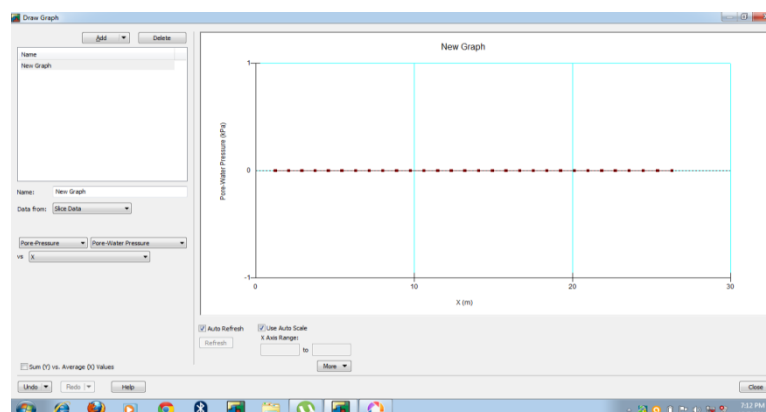 Draw Graph
Add
Delete
Name
New Graph
Name: New Graph
Data from: Slice Data
Pore-Pressure Pore-Water Pressure
vs X
Sum (Y) vs. Average (X) Values
Undo Redo Help
New Graph
Pore-Water Pressure (kPa)
1
0
-1
0 10 20 30
X (m)
Auto Refresh
Use Auto Scale
Refresh
X Axis Range:
to
More
Close
7:12 PM